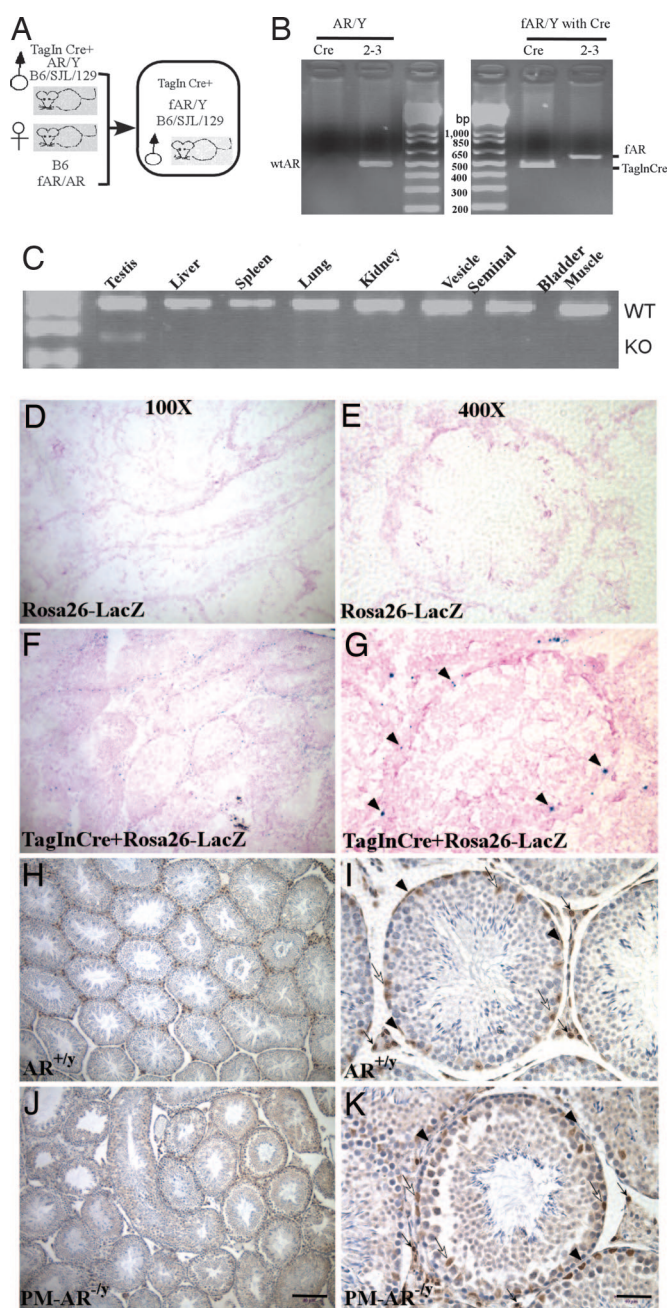 A
TagIn Cre+
AR/Y
B6/SJL/129
B6
fAR/AR
TagIn Cre+
fAR/Y
B6/SJL/129
B
AR/Y
fAR/Y with Cre
Cre 2-3
Cre 2-3
bp
1,000
850
650
500
400
300
200
wtAR
fAR
TagInCre
C
Testis Liver Spleen Lung Kidney Vesicle Seminal Bladder Muscle
WT
KO
D
100X
Rosa26-LacZ
E
400X
Rosa26-LacZ
F
TagInCre+Rosa26-LacZ
G
TagInCre+Rosa26-LacZ
H
AR+/y
I
AR+/y
J
PM-AR-/y
K
PM-AR-/y